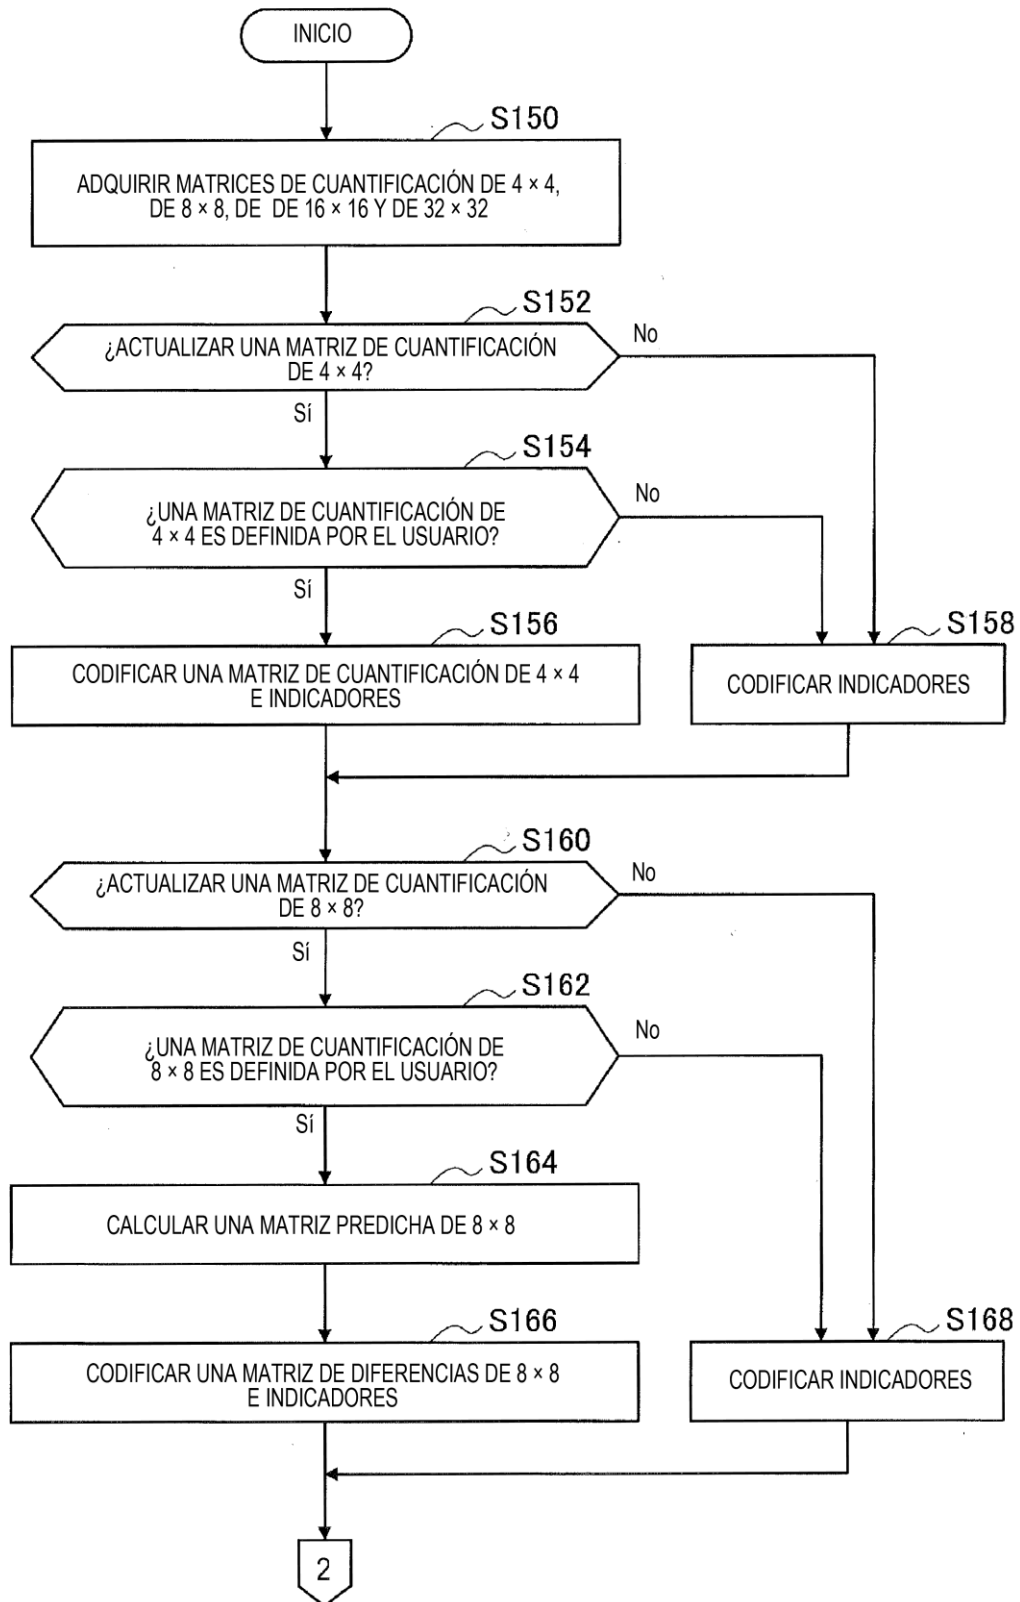 INICIO
S150
ADQUIRIR MATRICES DE CUANTIFICACIÓN DE 4 × 4,
DE 8 × 8, DE DE 16 × 16 Y DE 32 × 32
S152
¿ACTUALIZAR UNA MATRIZ DE CUANTIFICACIÓN
DE 4 × 4?
No
Sí
S154
¿UNA MATRIZ DE CUANTIFICACIÓN DE
4 × 4 ES DEFINIDA POR EL USUARIO?
No
Sí
S156
CODIFICAR UNA MATRIZ DE CUANTIFICACIÓN DE 4 × 4
E INDICADORES
S158
CODIFICAR INDICADORES
S160
¿ACTUALIZAR UNA MATRIZ DE CUANTIFICACIÓN
DE 8 × 8?
No
Sí
S162
¿UNA MATRIZ DE CUANTIFICACIÓN DE
8 × 8 ES DEFINIDA POR EL USUARIO?
No
Sí
S164
CALCULAR UNA MATRIZ PREDICHA DE 8 × 8
S166
CODIFICAR UNA MATRIZ DE DIFERENCIAS DE 8 × 8
E INDICADORES
S168
CODIFICAR INDICADORES
2